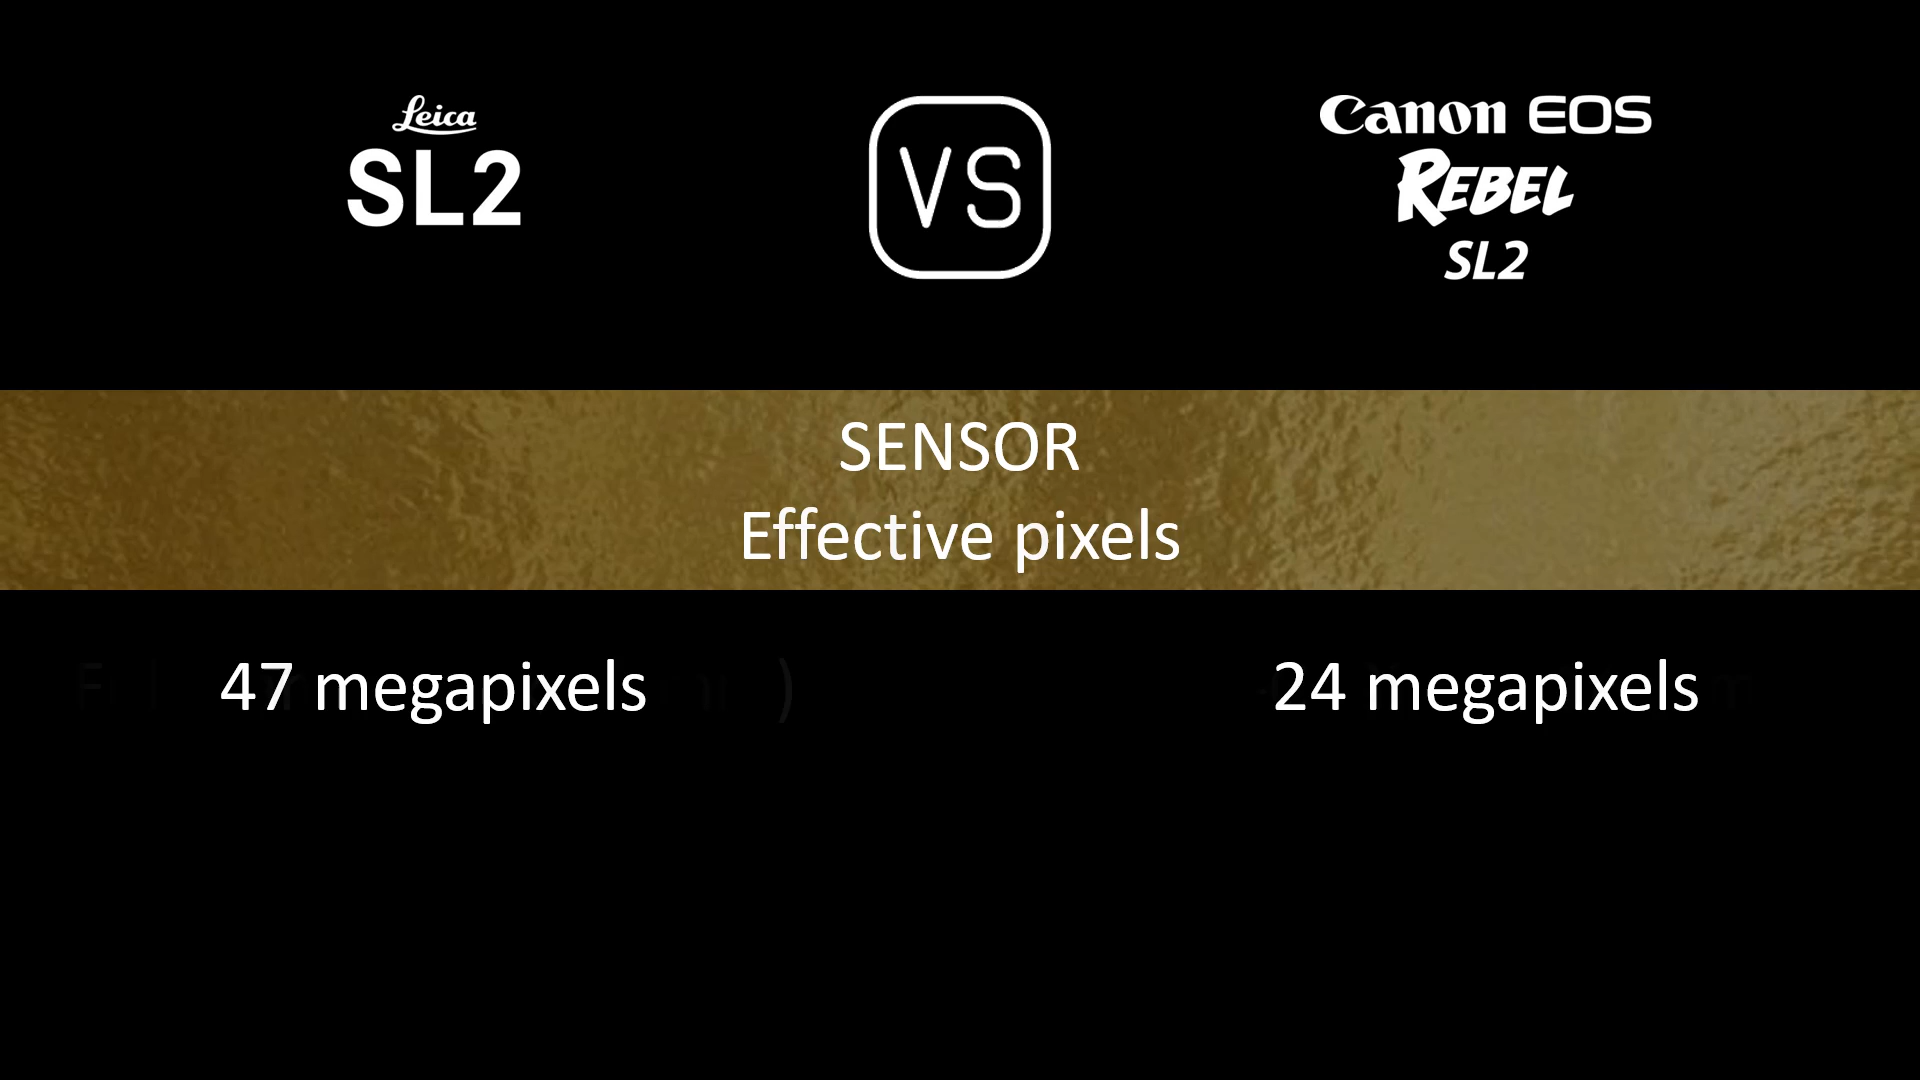 Leica
SL2
VS
Canon EOS
REBEL
SL2
SENSOR
Effective pixels
47 megapixels
24 megapixels